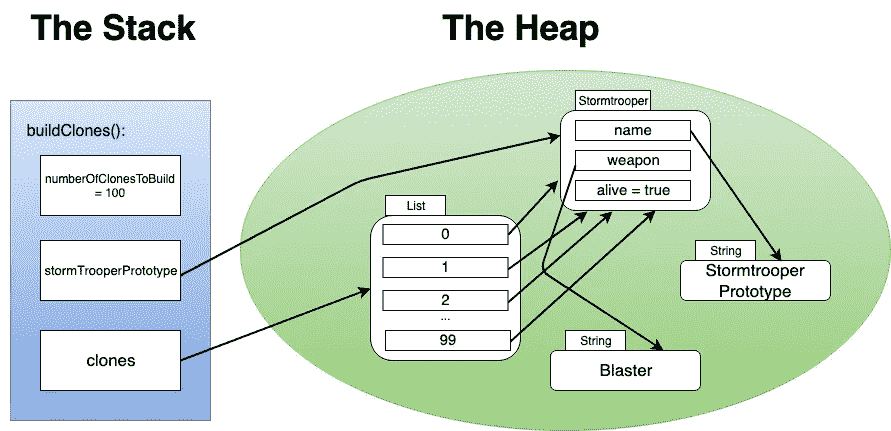 The Stack
The Heap
buildClones():
numberOfClonesToBuild
= 100
stormTrooperPrototype
clones
List
0
1
2
...
99
Stormtrooper
name
weapon
alive = true
String
Stormtrooper
Prototype
String
Blaster